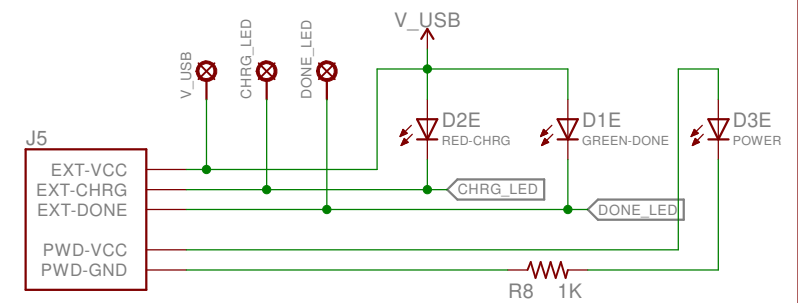 V_USB
V_USB
CHRG_LED
DONE_LED
D2E
RED-CHRG
D1E
GREEN-DONE
D3E
POWER
J5
EXT-VCC
EXT-CHRG
EXT-DONE
PWD-VCC
PWD-GND
CHRG_LED
DONE_LED
R8 1K